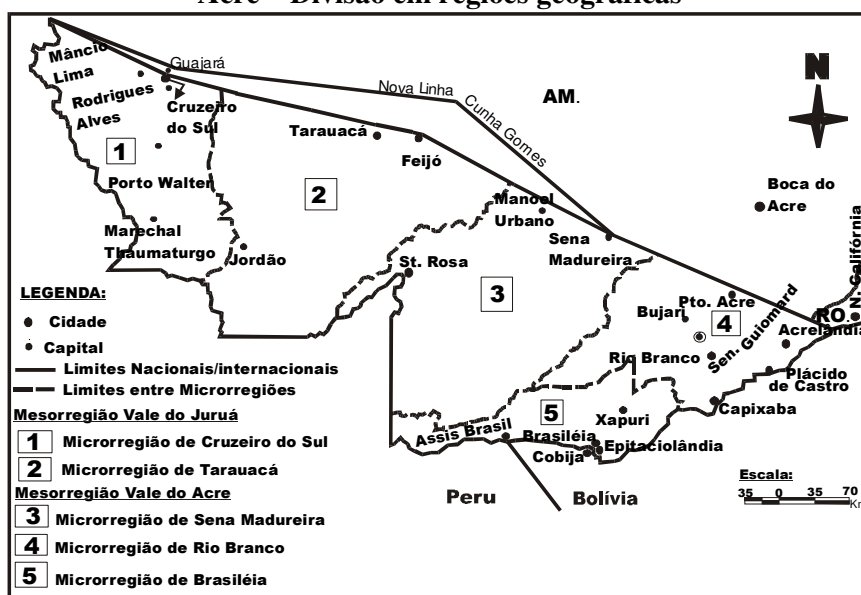 Acre – Divisão em regiões geográficas
Mâncio
Lima
Guajará
Rodrigues
Alves
Cruzeiro
do Sul
Nova Linha
Cunha Gomes
AM.
N
Tarauacá
Feijó
1
2
Porto Walter
Marechal
Thaumaturgo
Jordão
Manoel
Urbano
Sena
Madureira
Boca do
Acre
St. Rosa
3
Pto. Acre
Bujari
4
Rio Branco
Sen. Guiomard
RO.
N. Califórnia
Acrelândia
Plácido
de Castro
Capixaba
5
Xapuri
Assis Brasil
Brasiléia
Epitaciolândia
Cobija
Peru
Bolívia
Escala:
35 0 35 70
Km
LEGENDA:
Cidade
Capital
Limites Nacionais/internacionais
Limites entre Microrregiões
Mesorregião Vale do Juruá
1 Microrregião de Cruzeiro do Sul
2 Microrregião de Tarauacá
Mesorregião Vale do Acre
3 Microrregião de Sena Madureira
4 Microrregião de Rio Branco
5 Microrregião de Brasiléia